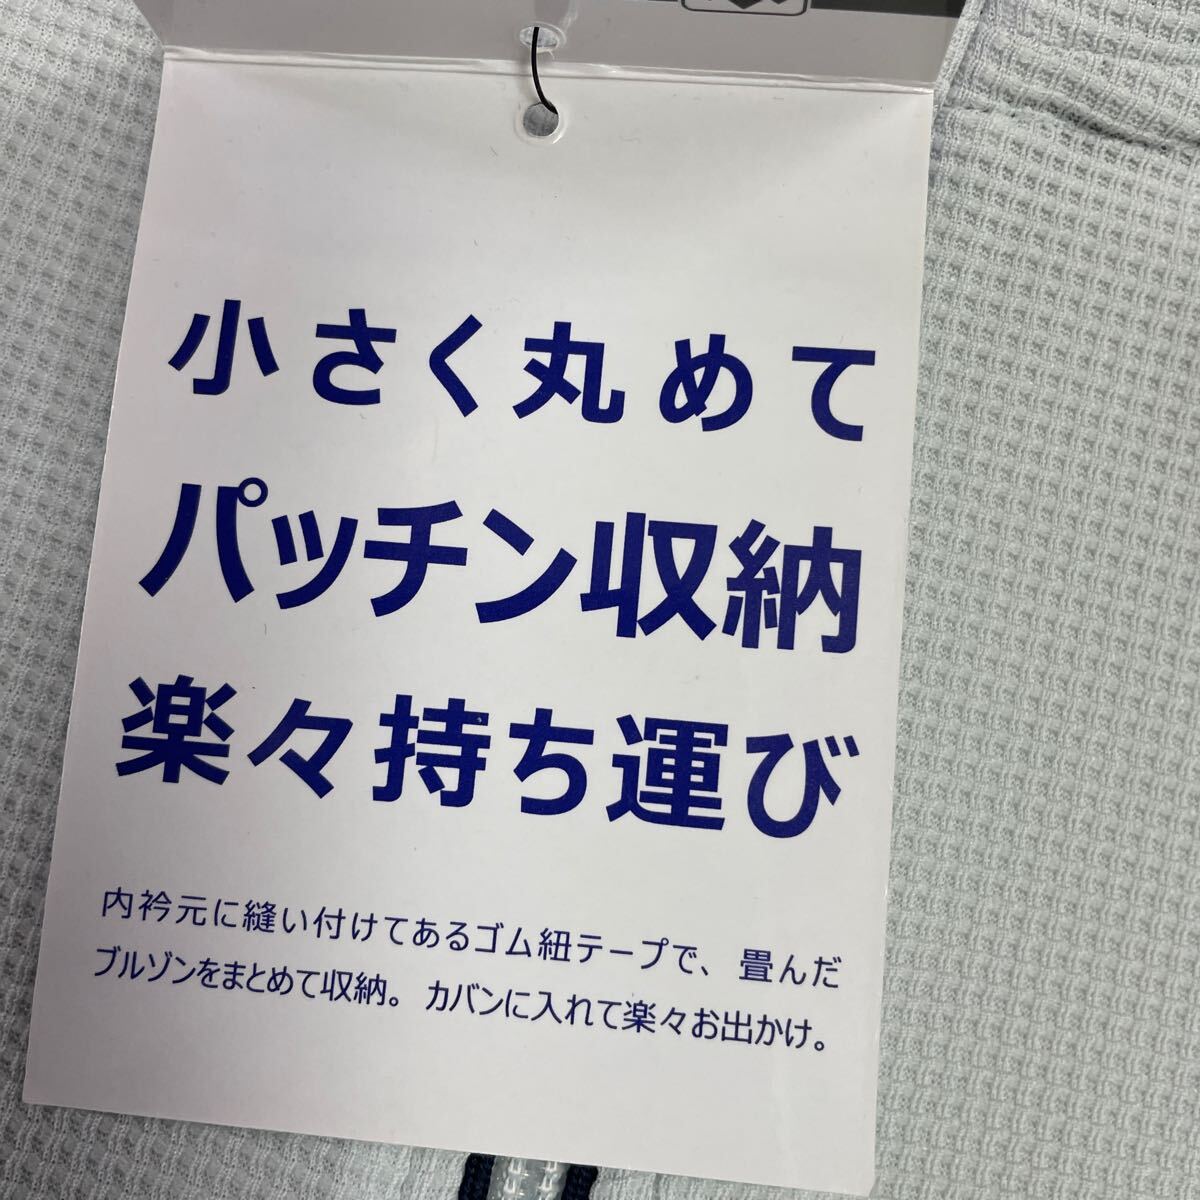 小さく丸めて
パッチン収納
楽々持ち運び
内衿元に縫い付けてあるゴム紐テープで、畳んだ
ブルゾンをまとめて収納。カバンに入れて楽々お出かけ。